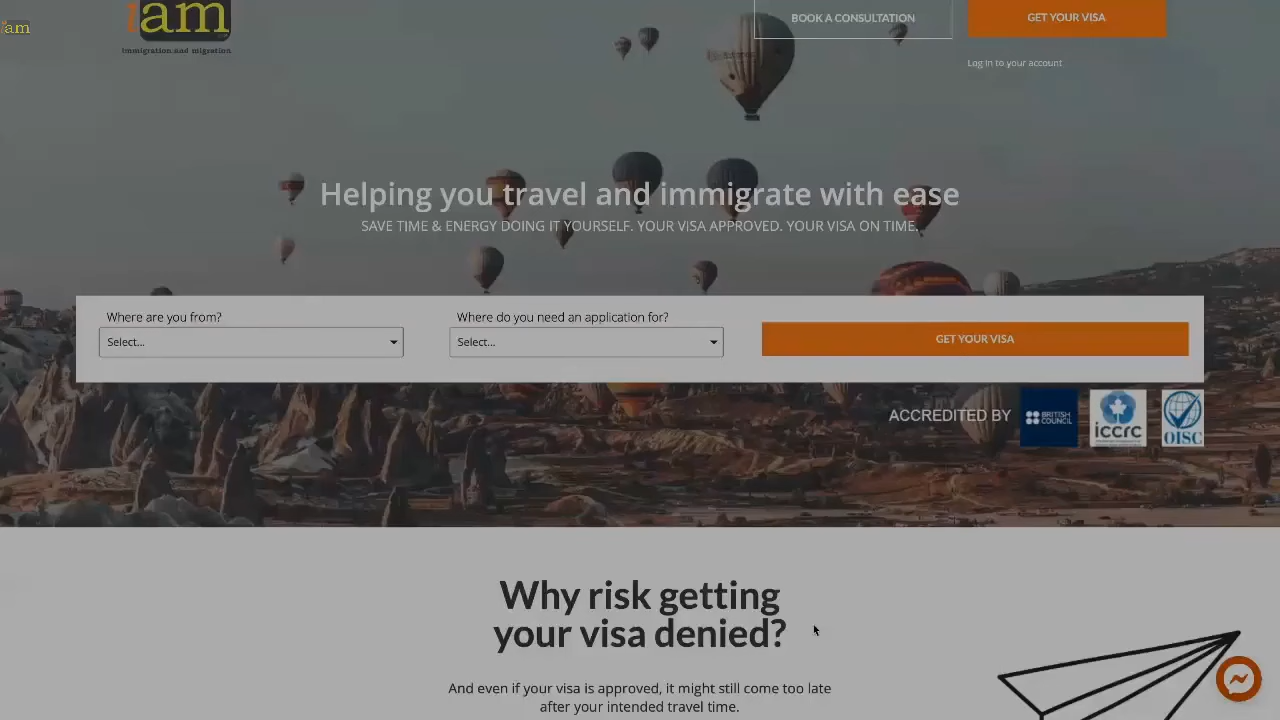 iam
iam
immigration and migration
BOOK A CONSULTATION
GET YOUR VISA
Log in to your account
Helping you travel and immigrate with ease
SAVE TIME & ENERGY DOING IT YOURSELF. YOUR VISA APPROVED. YOUR VISA ON TIME.
Where are you from?
Where do you need an application for?
Select...
Select...
GET YOUR VISA
ACCREDITED BY
BRITISH
COUNCIL
iccrc
OISC
Why risk getting
your visa denied?
And even if your visa is approved, it might still come too late
after your intended travel time.